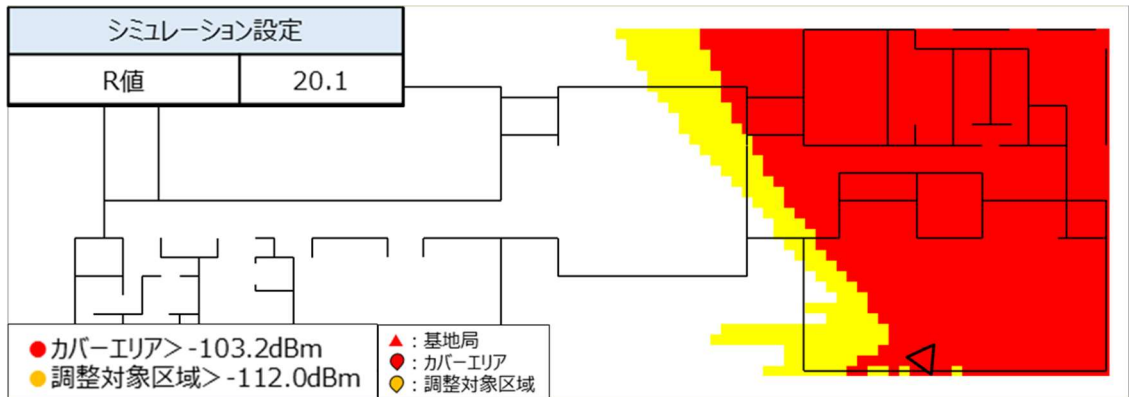 シミュレーション設定
R値 20.1
●カバーエリア＞-103.2dBm
●調整対象区域＞-112.0dBm
▲：基地局
：カバーエリア
：調整対象区域